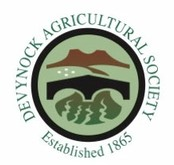 DEVYNOCK AGRICULTURAL SOCIETY
Established 1865